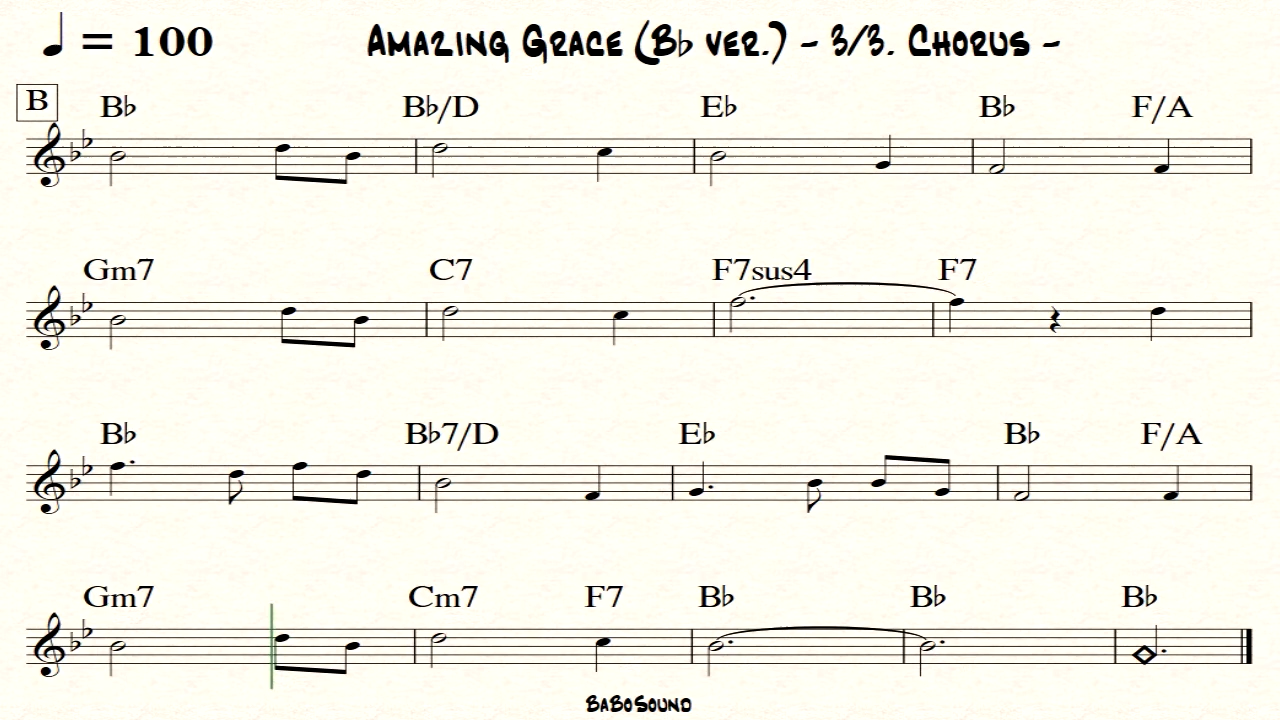 ♩ = 100 AMAZING GRACE (B♭ VER.) - 3/3. CHORUS -
B B♭ B♭/D E♭ B♭ F/A
Gm7 C7 F7sus4 F7
B♭ B♭7/D E♭ B♭ F/A
Gm7 Cm7 F7 B♭ B♭ B♭
BABOSOUND